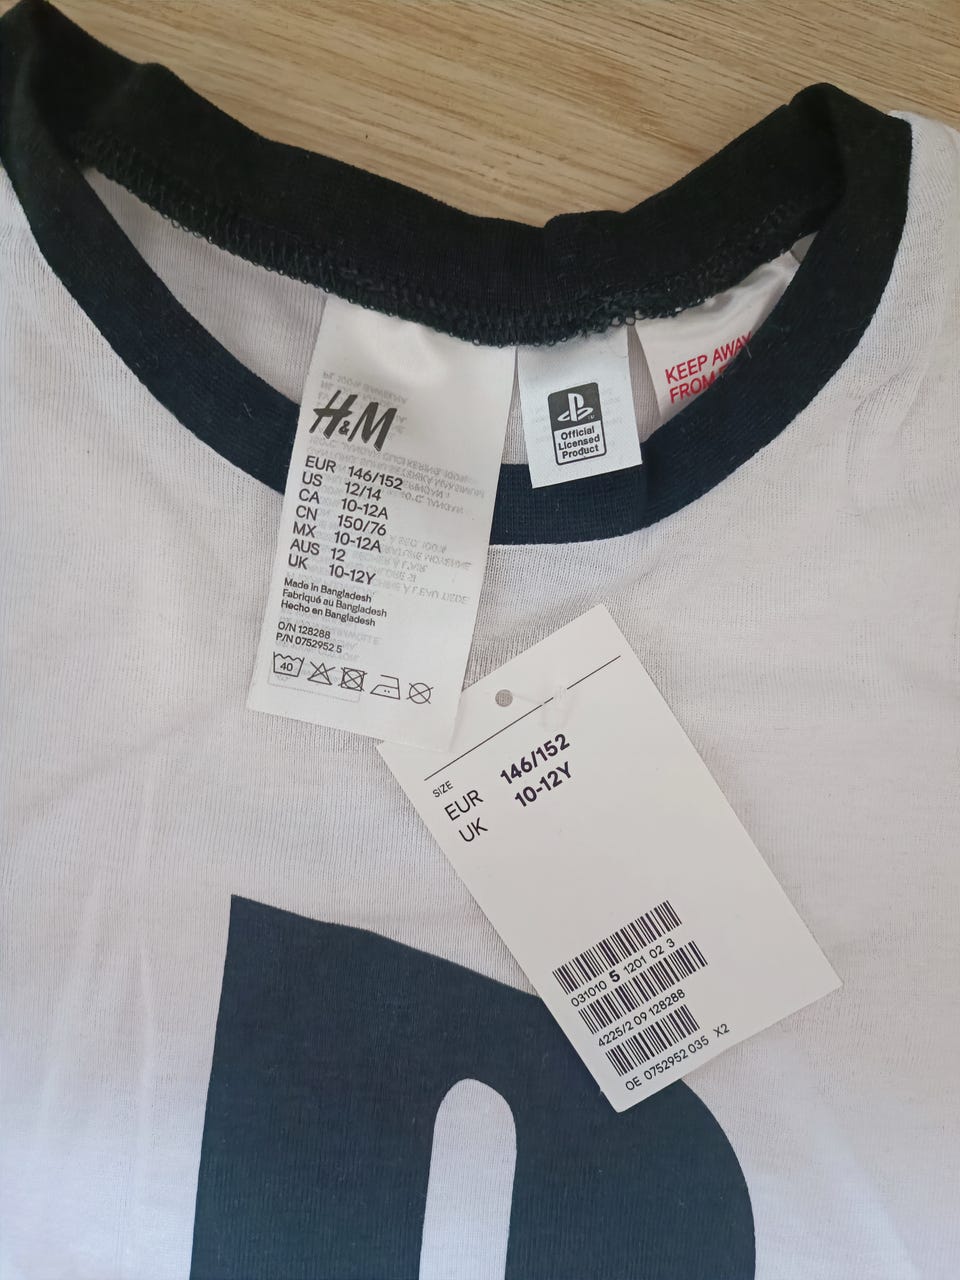 H&M
EUR 146/152
US 12/14
CA 10-12A
CN 150/76
MX 10-12A
AUS 12
UK 10-12Y
Made in Bangladesh
Fabriqué au Bangladesh
Hecho en Bangladesh
O/N 128288
P/N 0752952 5
40
Official
Licensed
Product
KEEP AWAY
FROM
SIZE
EUR 146/152
UK 10-12Y
031010 5 1201 02 3
4225/2 09 128288
OE 0752952 035 X2